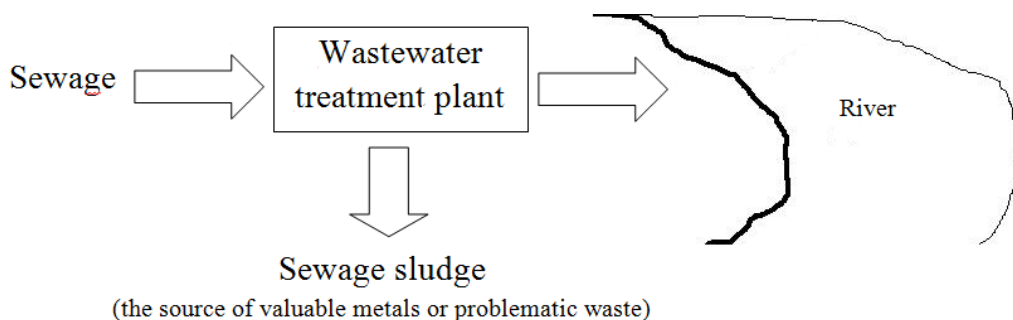 Sewage
Wastewater
treatment plant
River
Sewage sludge
(the source of valuable metals or problematic waste)